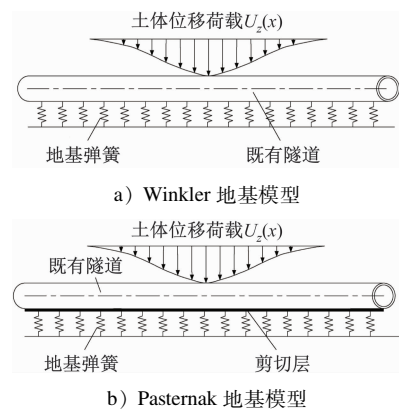 土体位移荷载U_z(x)
地基弹簧 既有隧道
a）Winkler 地基模型
土体位移荷载U_z(x)
既有隧道
地基弹簧 剪切层
b）Pasternak 地基模型